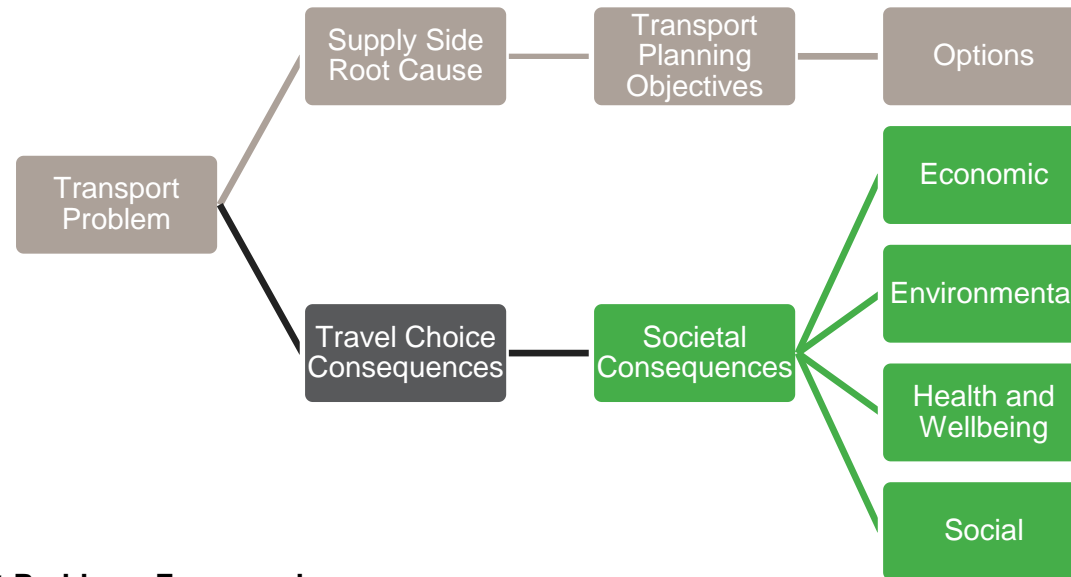 Supply Side
Root Cause
Transport
Planning
Objectives
Options
Transport
Problem
Economic
Environmenta
Travel Choice
Consequences
Societal
Consequences
Health and
Wellbeing
Social